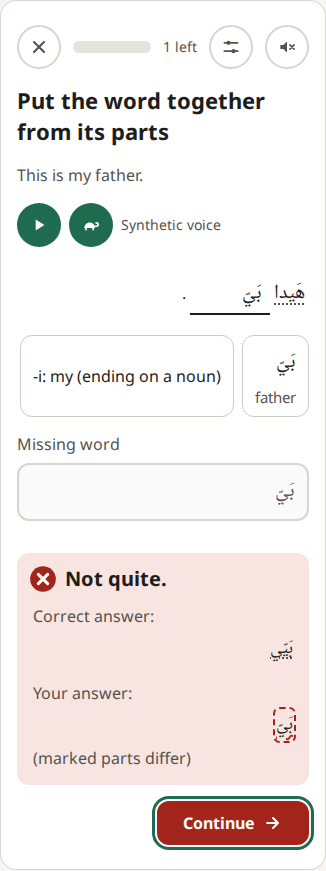 1 left
Put the word together
from its parts
This is my father.
Synthetic voice
هَيدا بَيّ .
بَيّ
father
-i: my (ending on a noun)
Missing word
بَيّ
Not quite.
Correct answer:
بَيّي
Your answer:
بَيّ
(marked parts differ)
Continue